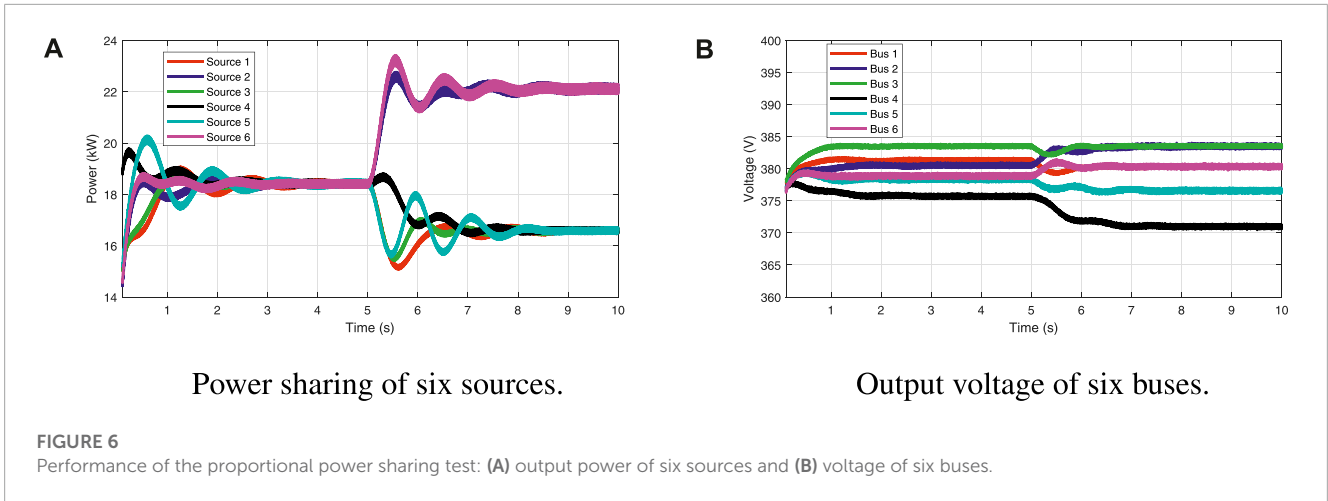 A
24
22
20
18
16
14
Power (kW)
Source 1
Source 2
Source 3
Source 4
Source 5
Source 6
1 2 3 4 5 6 7 8 9 10
Time (s)
Power sharing of six sources.
B
400
395
390
385
380
375
370
365
360
Voltage (V)
Bus 1
Bus 2
Bus 3
Bus 4
Bus 5
Bus 6
1 2 3 4 5 6 7 8 9 10
Time (s)
Output voltage of six buses.
FIGURE 6
Performance of the proportional power sharing test: (A) output power of six sources and (B) voltage of six buses.